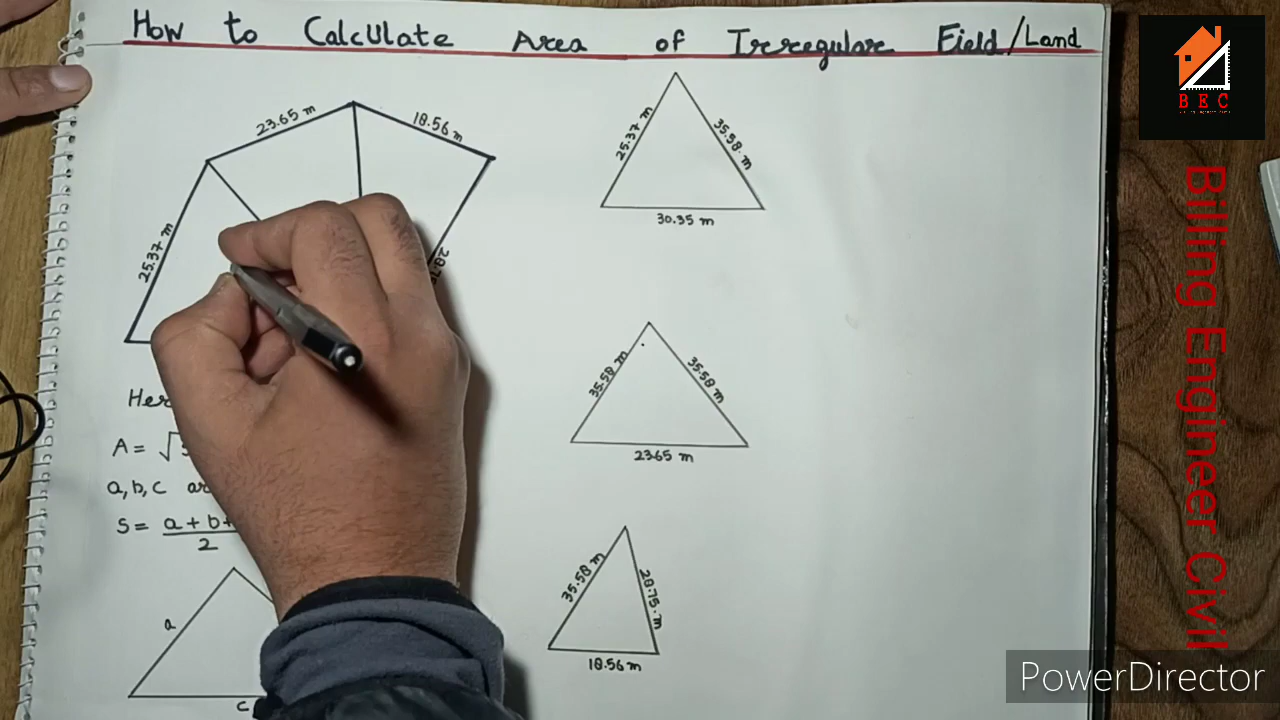 How to Calculate Area of Irregular Field/Land
BEC
23.65 m
18.56 m
25.37 m
25.37 m
35.58 m
30.35 m
35.58 m
35.58 m
23.65 m
A = √
a, b, c
S = a + b +
2
a
c
35.58 m
28.75 m
18.56 m
Billing Engineer Civil
PowerDirector